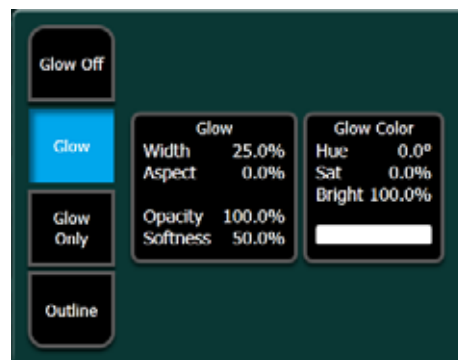 Glow Off
Glow
Glow
Only
Outline
Glow
Width 25.0%
Aspect 0.0%
Opacity 100.0%
Softness 50.0%
Glow Color
Hue 0.0°
Sat 0.0%
Bright 100.0%